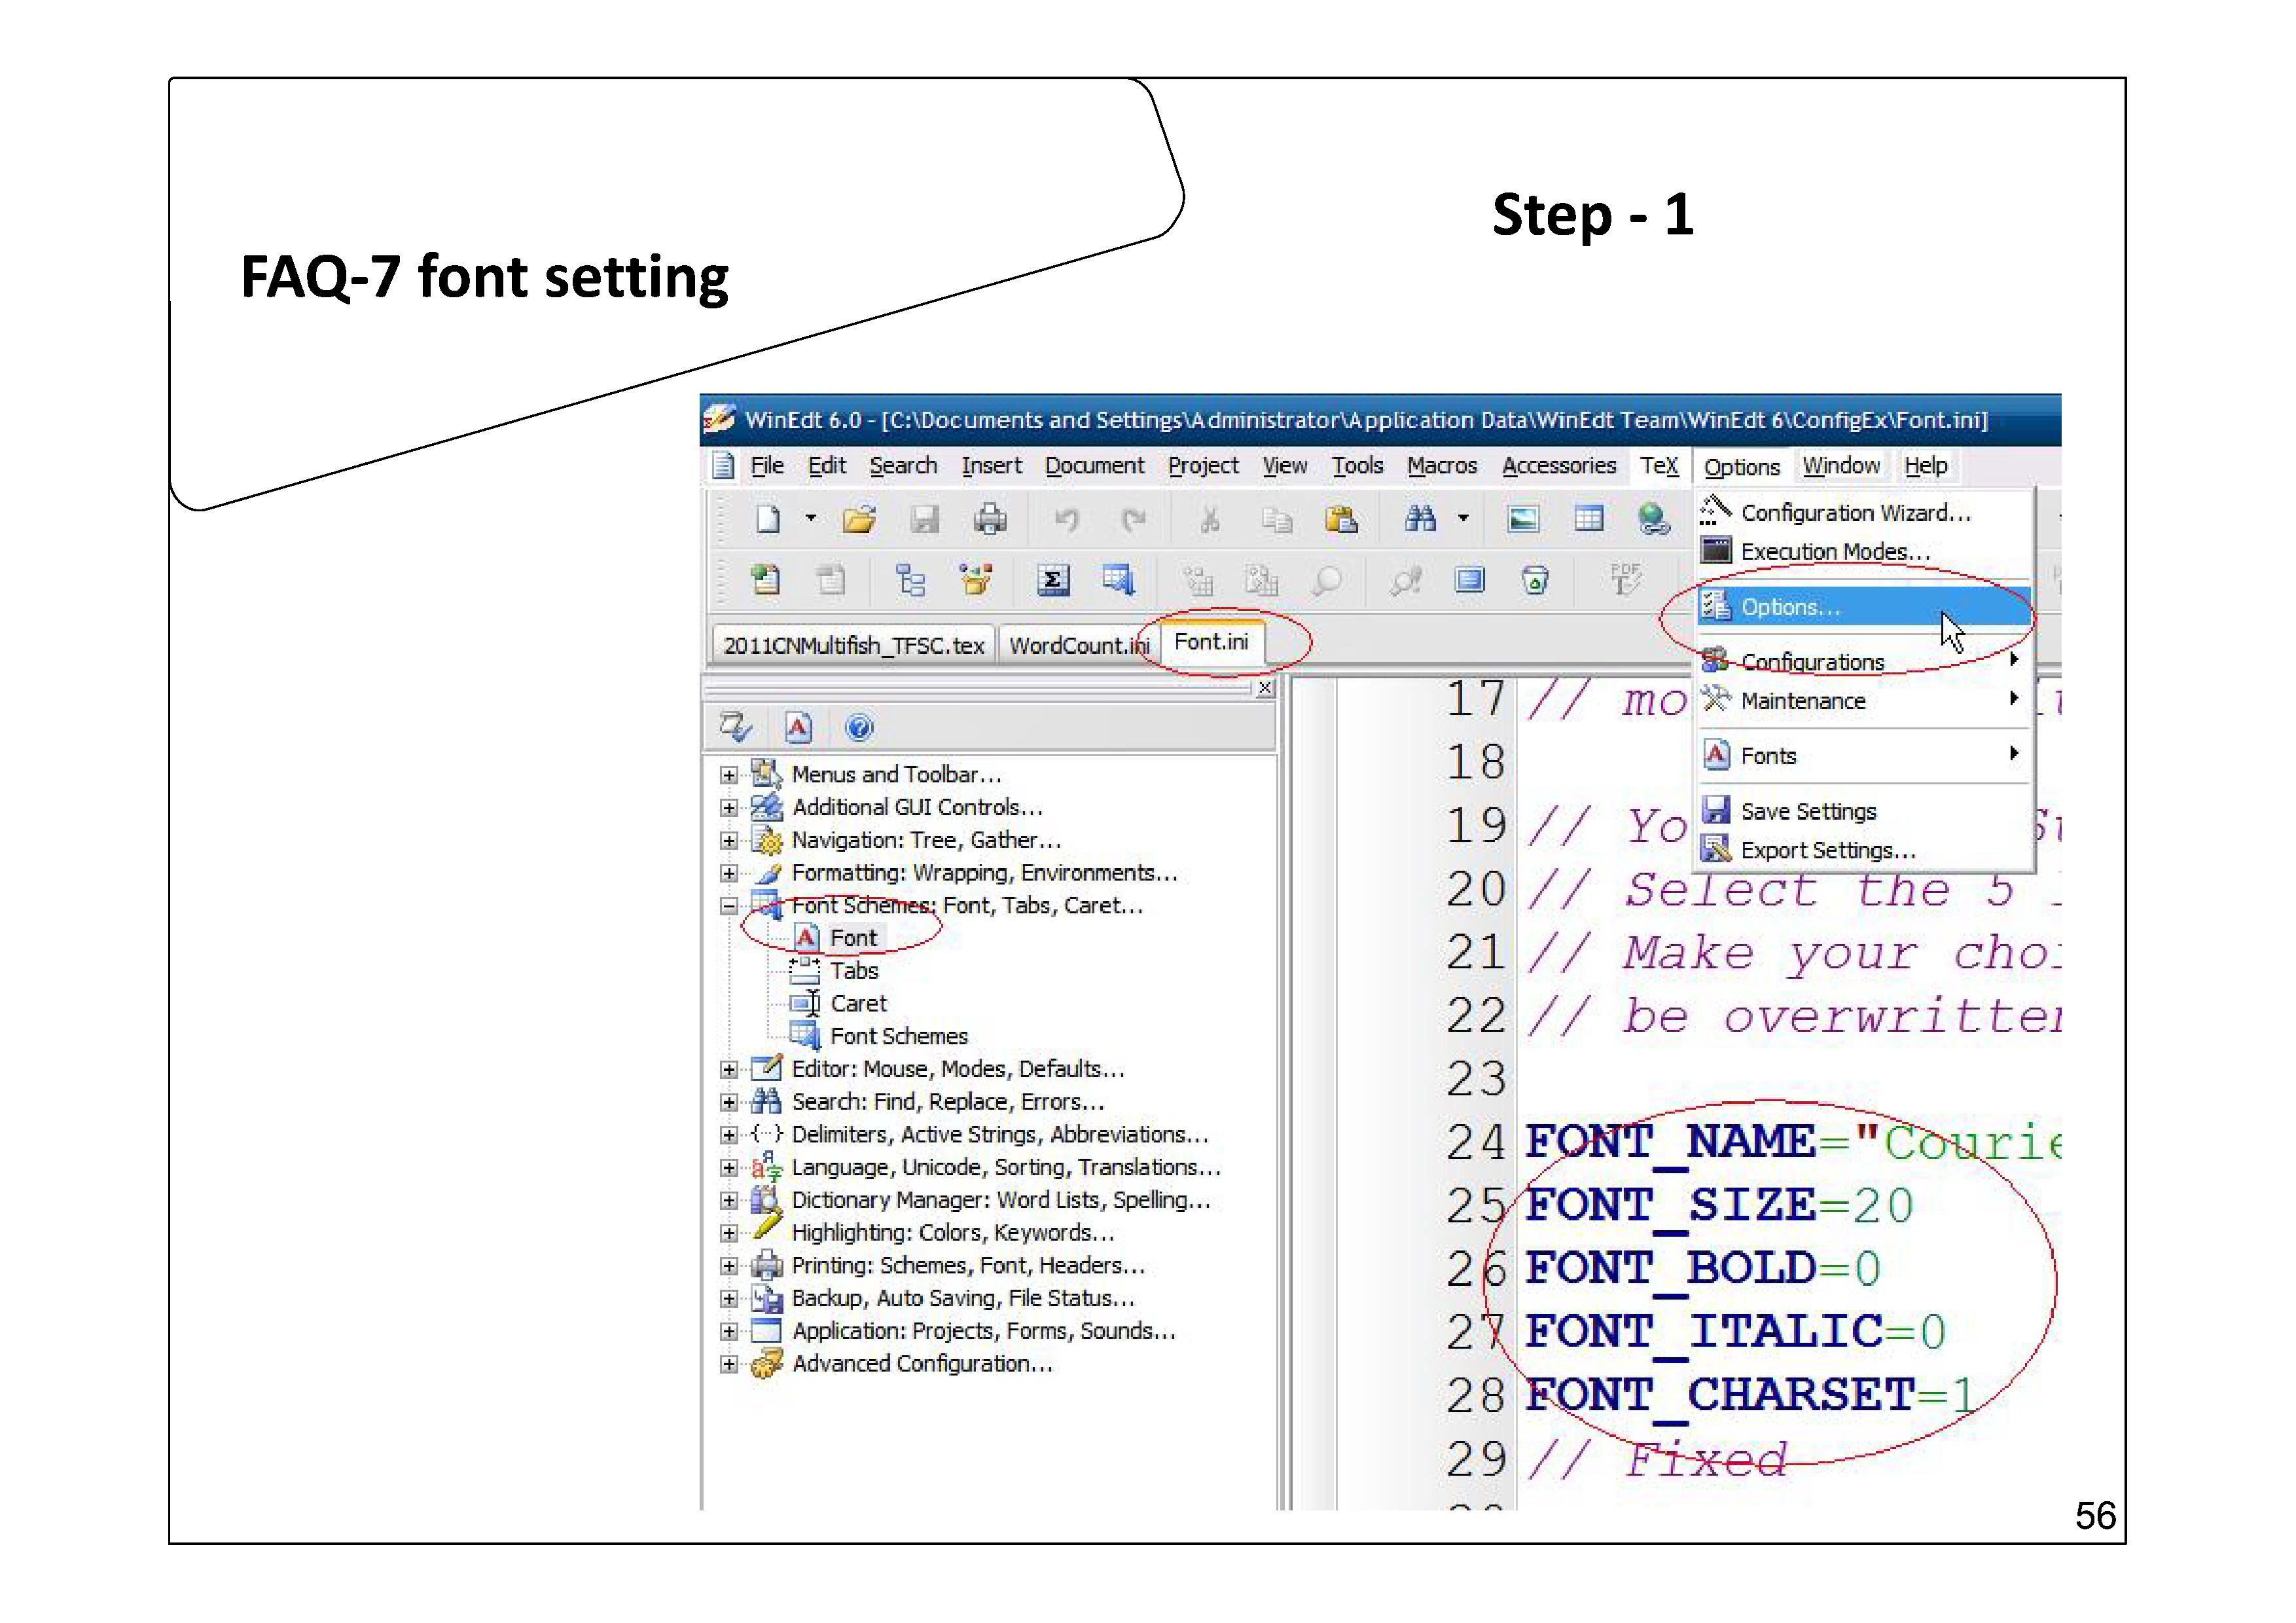 Step - 1
FAQ-7 font setting
WinEdt 6.0 - [C:\Documents and Settings\Administrator\Application Data\WinEdt Team\WinEdt 6\ConfigEx\Font.ini]
File Edit Search Insert Document Project View Tools Macros Accessories TeX Options Window Help
Configuration Wizard...
Execution Modes...
Options...
Configurations
Maintenance
Fonts
Save Settings
Export Settings...
2011CNMultifish_TFSC.tex WordCount.ini Font.ini
Menus and Toolbar...
Additional GUI Controls...
Navigation: Tree, Gather...
Formatting: Wrapping, Environments...
Font Schemes: Font, Tabs, Caret...
Font
Tabs
Caret
Font Schemes
Editor: Mouse, Modes, Defaults...
Search: Find, Replace, Errors...
Delimiters, Active Strings, Abbreviations...
Language, Unicode, Sorting, Translations...
Dictionary Manager: Word Lists, Spelling...
Highlighting: Colors, Keywords...
Printing: Schemes, Font, Headers...
Backup, Auto Saving, File Status...
Application: Projects, Forms, Sounds...
Advanced Configuration...
17 // mo
18
19 // Yo
20 // Select the 5
21 // Make your cho
22 // be overwritte
23
24 FONT_NAME="Courie
25 FONT_SIZE=20
26 FONT_BOLD=0
27 FONT_ITALIC=0
28 FONT_CHARSET=1
29 // Fixed
56